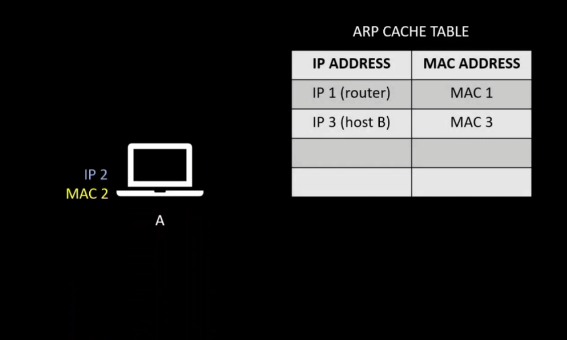 ARP CACHE TABLE
IP ADDRESS MAC ADDRESS
IP 1 (router) MAC 1
IP 3 (host B) MAC 3
IP 2
MAC 2
A